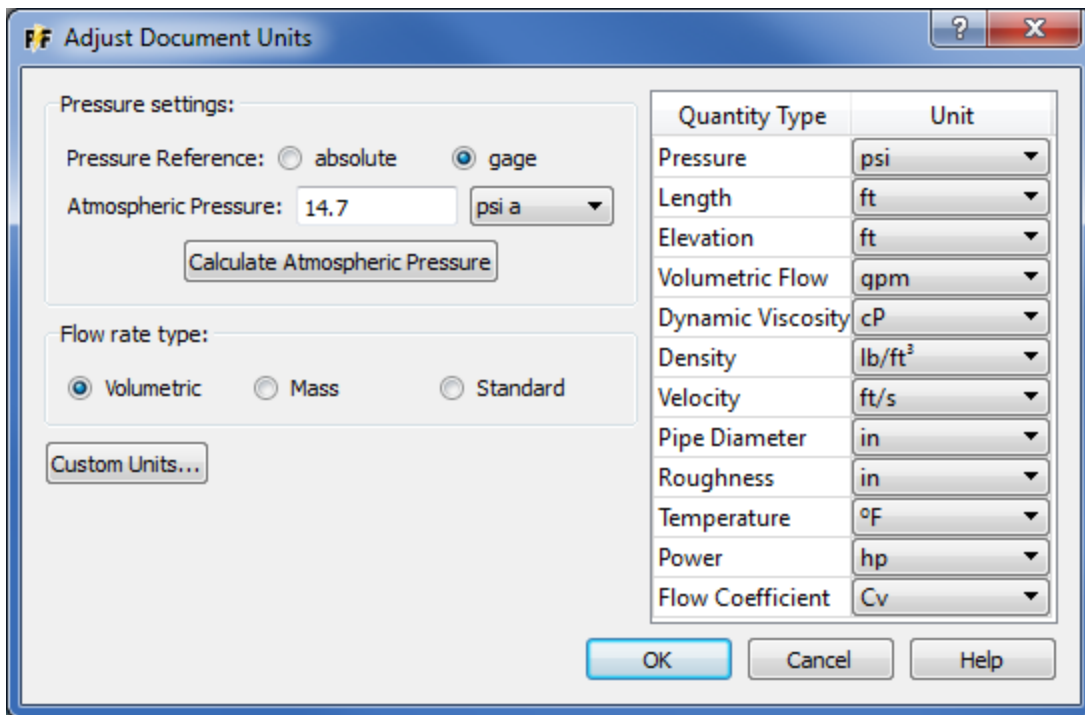 Adjust Document Units
Pressure settings:
Pressure Reference: absolute gage
Atmospheric Pressure: 14.7 psi a
Calculate Atmospheric Pressure
Flow rate type:
Volumetric Mass Standard
Custom Units...
Quantity Type Unit
Pressure psi
Length ft
Elevation ft
Volumetric Flow gpm
Dynamic Viscosity cP
Density lb/ft³
Velocity ft/s
Pipe Diameter in
Roughness in
Temperature ºF
Power hp
Flow Coefficient Cv
OK Cancel Help